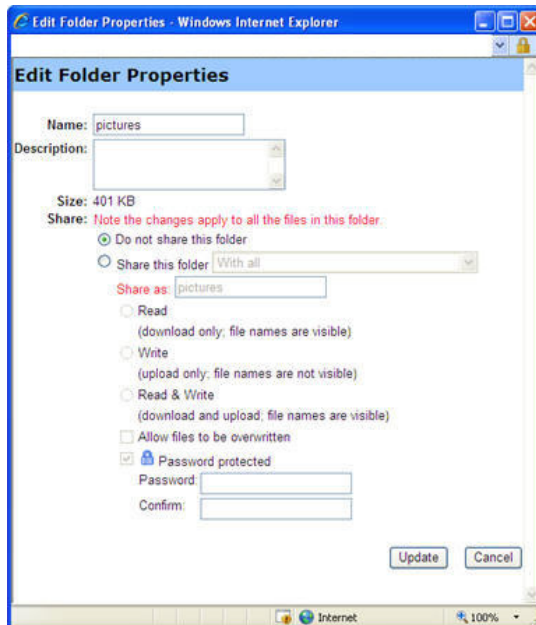 Edit Folder Properties - Windows Internet Explorer
Edit Folder Properties
Name: pictures
Description:
Size: 401 KB
Share: Note the changes apply to all the files in this folder.
Do not share this folder
Share this folder With all
Share as: pictures
Read
(download only; file names are visible)
Write
(upload only; file names are not visible)
Read & Write
(download and upload; file names are visible)
Allow files to be overwritten
Password protected
Password:
Confirm:
Update Cancel
Internet 100%